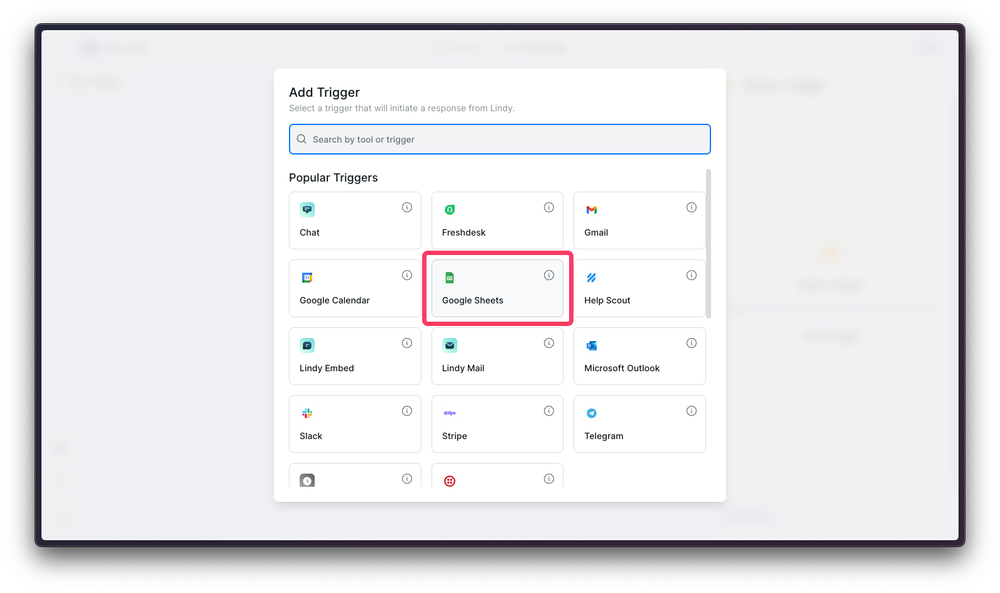 Add Trigger
Select a trigger that will initiate a response from Lindy.
Search by tool or trigger
Popular Triggers
Chat
Freshdesk
Gmail
Google Calendar
Google Sheets
Help Scout
Lindy Embed
Lindy Mail
Microsoft Outlook
Slack
stripe
Stripe
Telegram